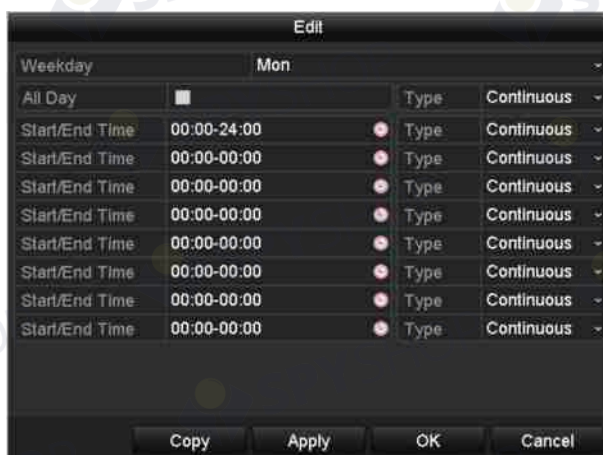 Edit
Weekday Mon
All Day Type Continuous
Start/End Time 00:00-24:00 Type Continuous
Start/End Time 00:00-00:00 Type Continuous
Start/End Time 00:00-00:00 Type Continuous
Start/End Time 00:00-00:00 Type Continuous
Start/End Time 00:00-00:00 Type Continuous
Start/End Time 00:00-00:00 Type Continuous
Start/End Time 00:00-00:00 Type Continuous
Start/End Time 00:00-00:00 Type Continuous
Copy Apply OK Cancel